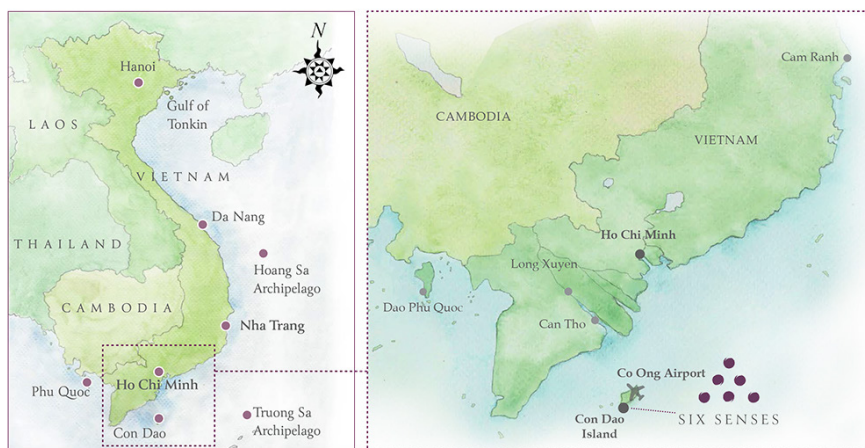 N
Hanoi
Gulf of
Tonkin
LAOS
VIETNAM
Da Nang
THAILAND
Hoang Sa
Archipelago
CAMBODIA
Nha Trang
Ho Chi Minh
Phu Quoc
Truong Sa
Archipelago
Con Dao
Cam Ranh
CAMBODIA
VIETNAM
Ho Chi Minh
Long Xuyen
Dao Phu Quoc
Can Tho
Co Ong Airport
Con Dao
Island
SIX SENSES